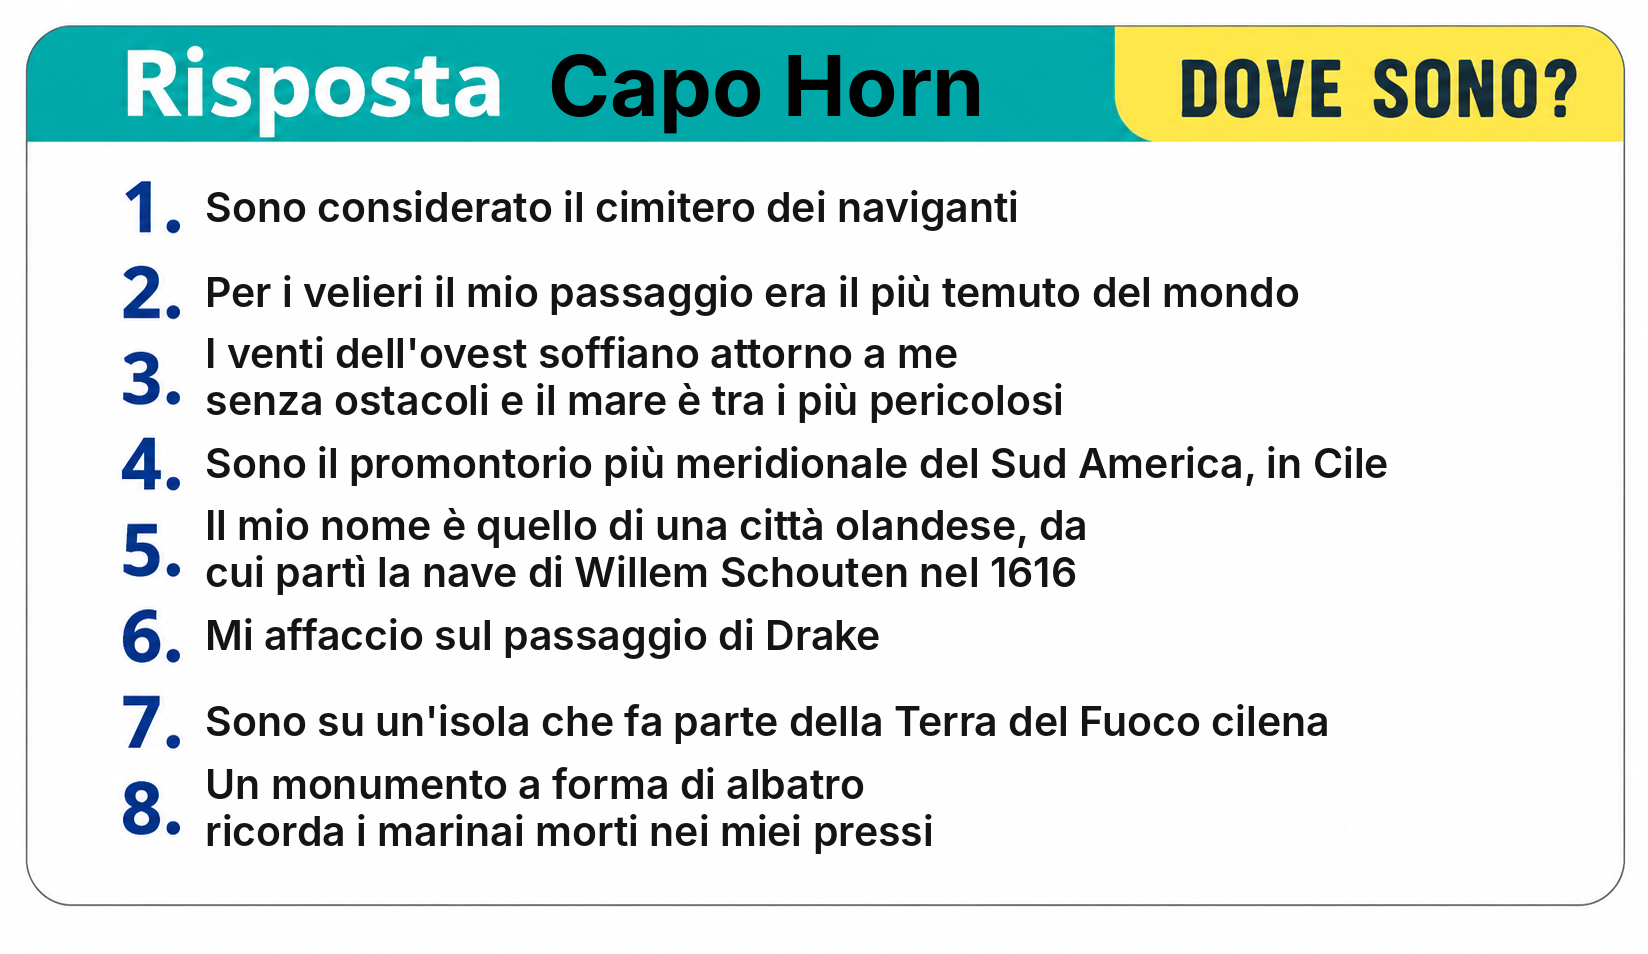 Risposta Capo Horn
DOVE SONO?
1. Sono considerato il cimitero dei naviganti
2. Per i velieri il mio passaggio era il più temuto del mondo
3. I venti dell'ovest soffiano attorno a me
senza ostacoli e il mare è tra i più pericolosi
4. Sono il promontorio più meridionale del Sud America, in Cile
5. Il mio nome è quello di una città olandese, da
cui partì la nave di Willem Schouten nel 1616
6. Mi affaccio sul passaggio di Drake
7. Sono su un'isola che fa parte della Terra del Fuoco cilena
8. Un monumento a forma di albatro
ricorda i marinai morti nei miei pressi